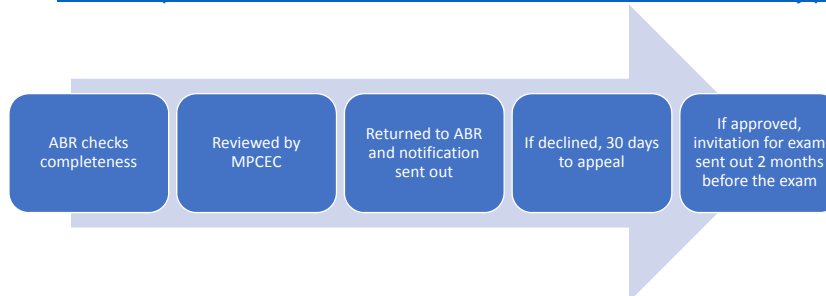 ABR checks
completeness
Reviewed by
MPCEC
Returned to ABR
and notification
sent out
If declined, 30 days
to appeal
If approved,
invitation for exam
sent out 2 months
before the exam